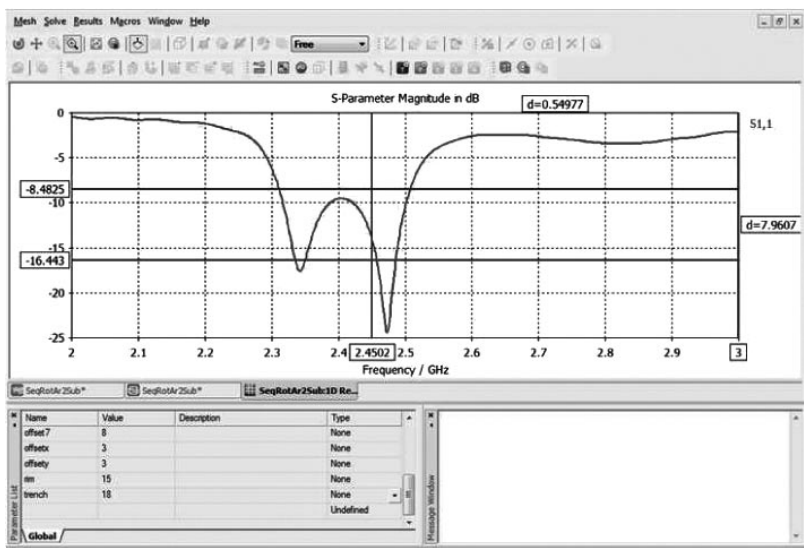 Mesh Solve Results Macros Window Help
Free
S-Parameter Magnitude in dB
d=0.54977
S1,1
0
-5
-8.4825
-10
d=7.9607
-15
-16.443
-20
-25
2 2.1 2.2 2.3 2.4 2.4502 2.5 2.6 2.7 2.8 2.9 3
Frequency / GHz
SeqRotAr2Sub* SeqRotAr2Sub* SeqRotAr2Sub:1D Re...
Name Value Description Type
offset7 8 None
offsetx 3 None
offsety 3 None
rim 15 None
trench 18 None
Undefined
Global
Parameter List
Message Window